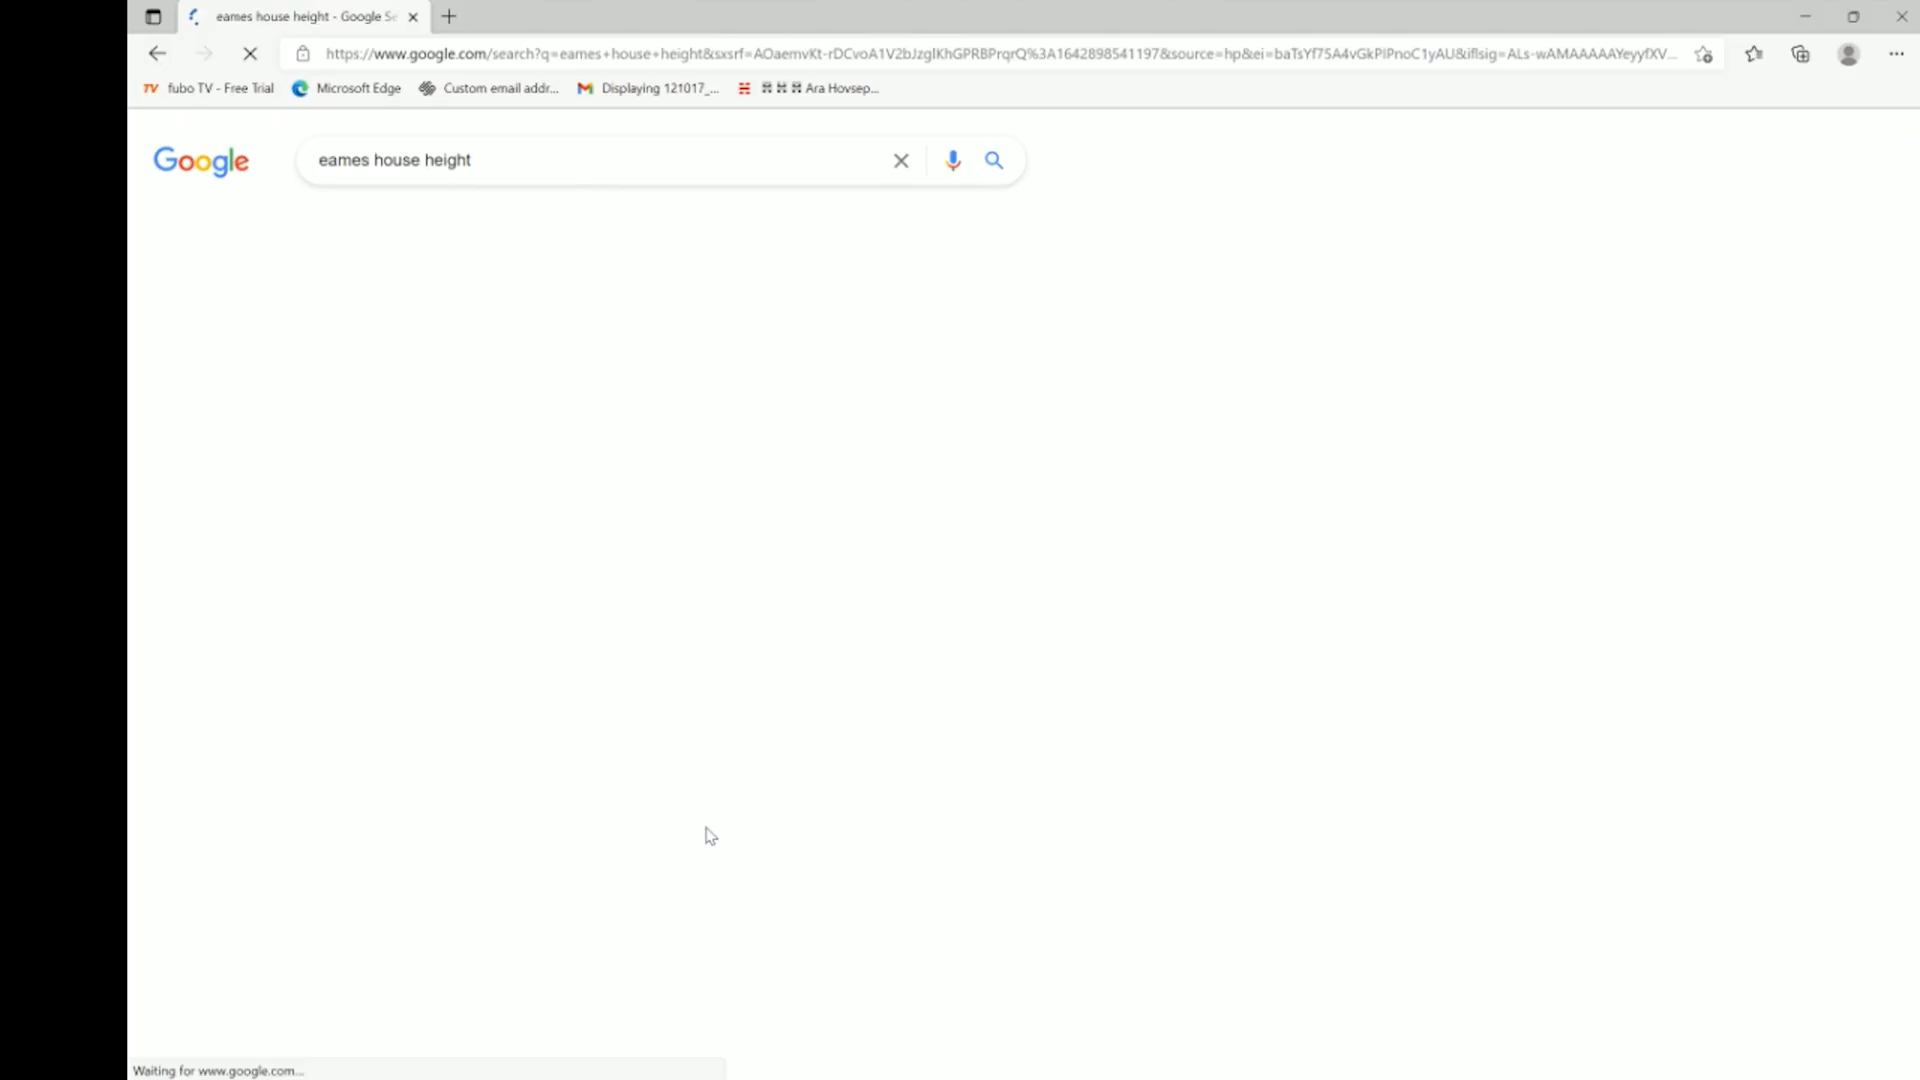 eames house height - Google Se
https://www.google.com/search?q=eames+house+height&sxsrf=AOaemvKt-rDCvoA1V2bJzglKhGPRBPrqrQ%3A1642898541197&source=hp&ei=baTsYf75A4vGkPIPnoC1yAU&iflsig=ALs-wAMAAAAAYeyyfXV...
TV fubo TV - Free Trial Microsoft Edge Custom email addr... Displaying 121017_... Ara Hovsep...
Google eames house height
Waiting for www.google.com...